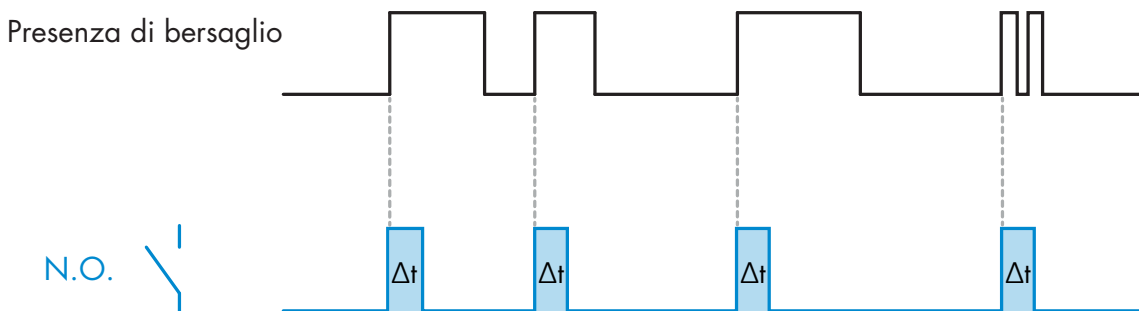 Presenza di bersaglio
N.O.
Δt Δt Δt Δt